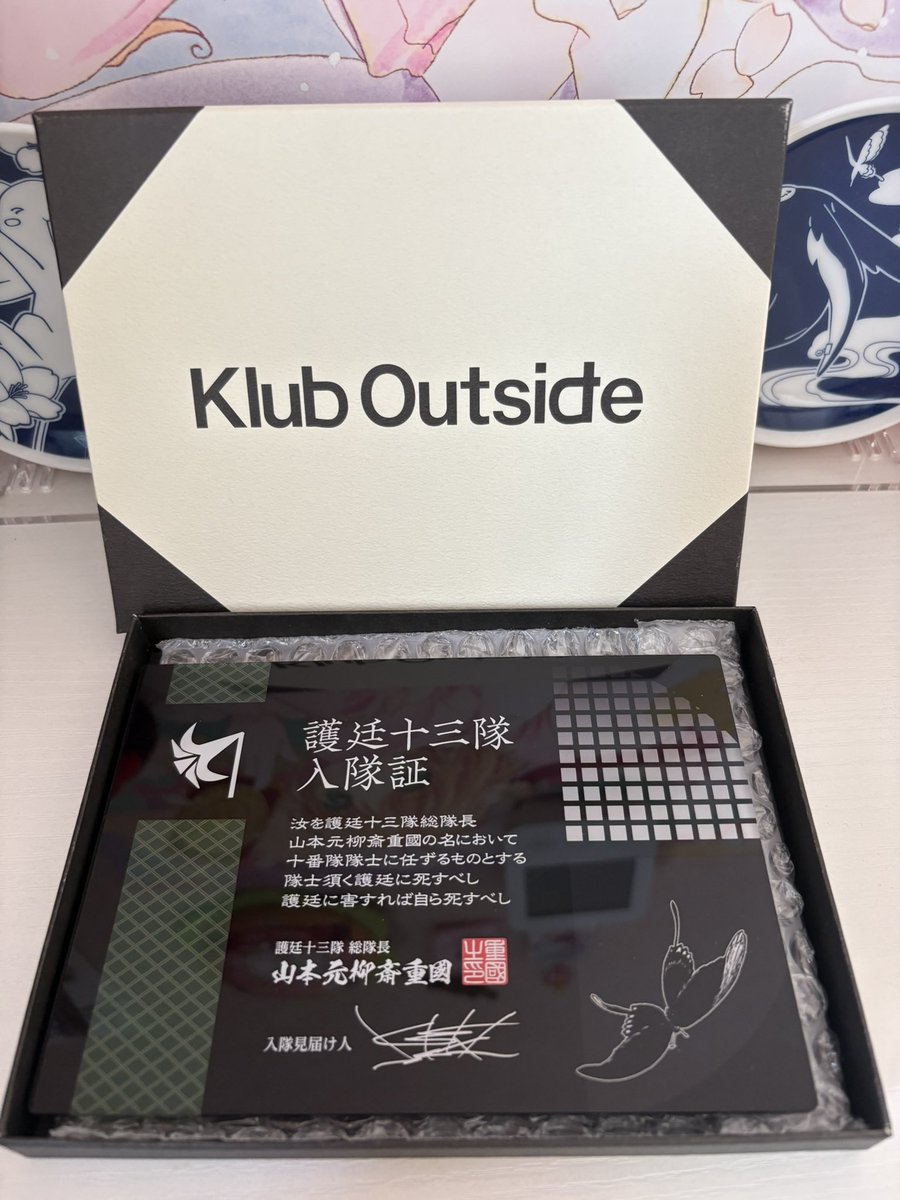 Klub Outside
護廷十三隊
入隊証
汝を護廷十三隊総隊長
山本元柳斎重國の名において
十番隊隊士に任ずるものとする
隊士須く護廷に死すべし
護廷に害すれば自ら死すべし
護廷十三隊 総隊長
山本元柳斎重國
重國之印
入隊見届け人